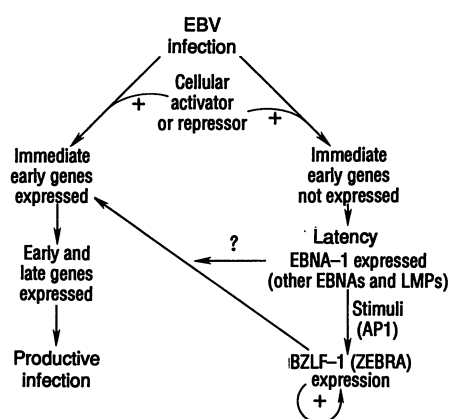 EBV
infection
Cellular
activator
or repressor
+
+
Immediate
early genes
expressed
Immediate
early genes
not expressed
Early and
late genes
expressed
Productive
infection
?
Latency
EBNA–1 expressed
(other EBNAs and LMPs)
Stimuli
(AP1)
BZLF–1 (ZEBRA)
expression
+